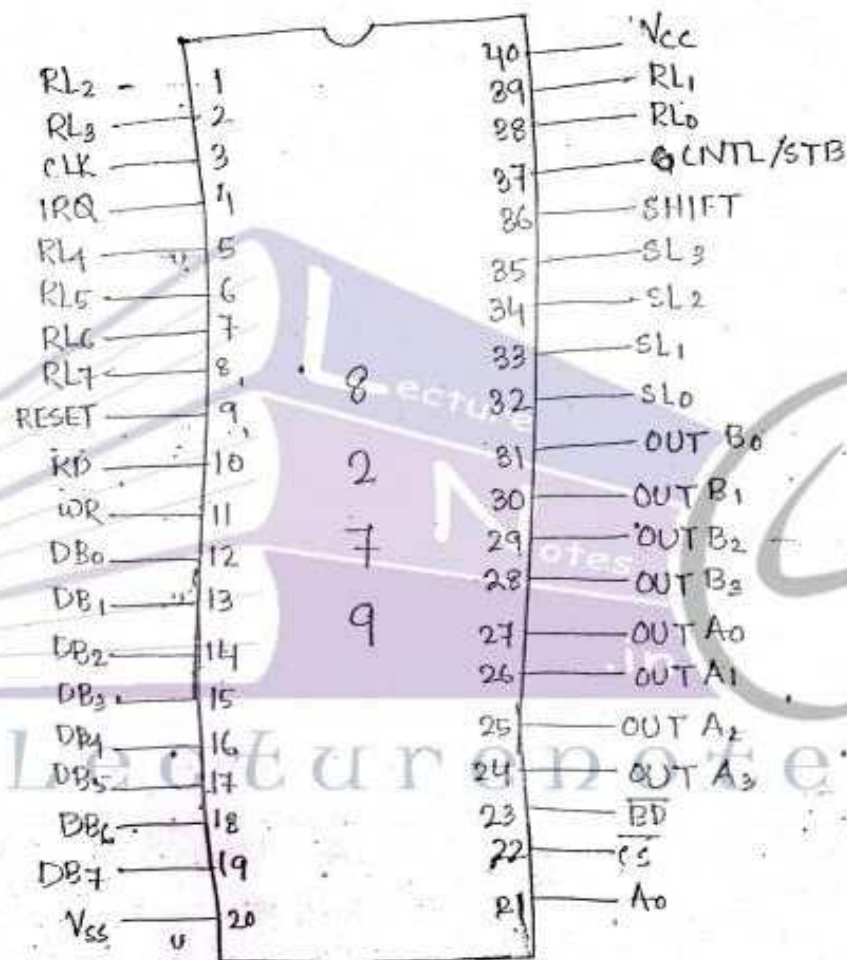 RL2 1
RL3 2
CLK 3
IRQ 4
RL4 5
RL5 6
RL6 7
RL7 8
RESET 9
RD 10
WR 11
DB0 12
DB1 13
DB2 14
DB3 15
DB4 16
DB5 17
DB6 18
DB7 19
VSS 20
8
2
7
9
40 VCC
39 RL1
38 RL0
37 CNTL/STB
36 SHIFT
35 SL3
34 SL2
33 SL1
32 SL0
31 OUT B0
30 OUT B1
29 OUT B2
28 OUT B3
27 OUT A0
26 OUT A1
25 OUT A2
24 OUT A3
23 B̅D̅
22 C̅S̅
21 A0
Lecture
Notes
.in
Lecturenote